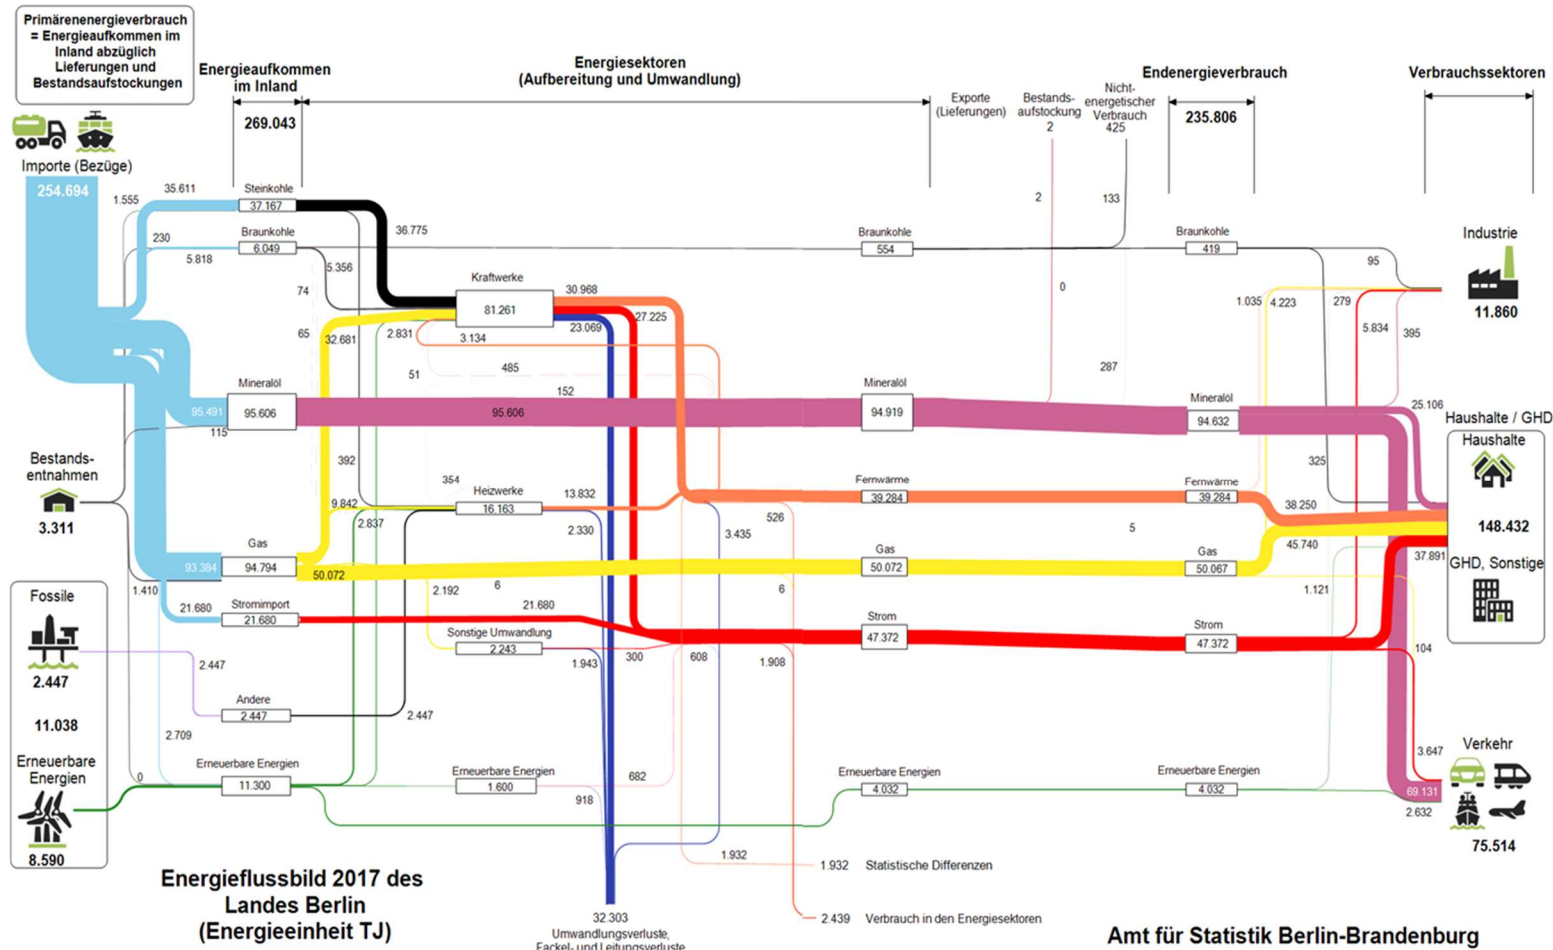 Primärenenergieverbrauch
= Energieaufkommen im
Inland abzüglich
Lieferungen und
Bestandsaufstockungen
Energieaufkommen
im Inland
269.043
Energiesektoren
(Aufbereitung und Umwandlung)
Exporte
(Lieferungen)
Bestands-
aufstockung
2
Nicht-
energetischer
Verbrauch
425
Endenergieverbrauch
235.806
Verbrauchssektoren
Importe (Bezüge)
254.694
1.555
35.611
Steinkohle
37.167
36.775
2
133
230
5.818
Braunkohle
6.049
5.356
Braunkohle
554
Braunkohle
419
95
Industrie
11.860
74
65
32.681
Kraftwerke
81.261
30.968
27.225
23.069
2.831
3.134
0
1.035
4.223
279
5.834
395
51
485
152
287
Mineralöl
95.606
95.491
115
95.606
Mineralöl
94.919
Mineralöl
94.632
25.106
Haushalte / GHD
Haushalte
148.432
GHD, Sonstige
Bestands-
entnahmen
3.311
392
354
9.842
2.837
Heizwerke
16.163
13.832
2.330
3.435
526
Fernwärme
39.284
Fernwärme
39.284
5
325
38.250
45.740
37.891
Gas
94.794
93.384
1.410
50.072
2.192
6
6
Gas
50.072
Gas
50.067
1.121
21.680
Stromimport
21.680
21.680
Sonstige Umwandlung
2.243
1.943
300
608
1.908
Strom
47.372
Strom
47.372
104
Fossile
2.447
11.038
Erneuerbare
Energien
8.590
2.447
Andere
2.447
2.447
2.709
0
Erneuerbare Energien
11.300
Erneuerbare Energien
1.600
682
918
Erneuerbare Energien
4.032
Erneuerbare Energien
4.032
3.647
69.131
2.632
Verkehr
75.514
1.932
1.932 Statistische Differenzen
2.439 Verbrauch in den Energiesektoren
32.303
Umwandlungsverluste,
Fackel- und Leitungsverluste
Energieflussbild 2017 des
Landes Berlin
(Energieeinheit TJ)
Amt für Statistik Berlin-Brandenburg